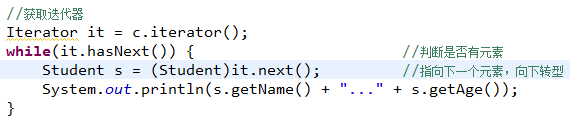 //获取迭代器
Iterator it = c.iterator();
while(it.hasNext()) { //判断是否有元素
Student s = (Student)it.next(); //指向下一个元素，向下转型
System.out.println(s.getName() + "..." + s.getAge());
}